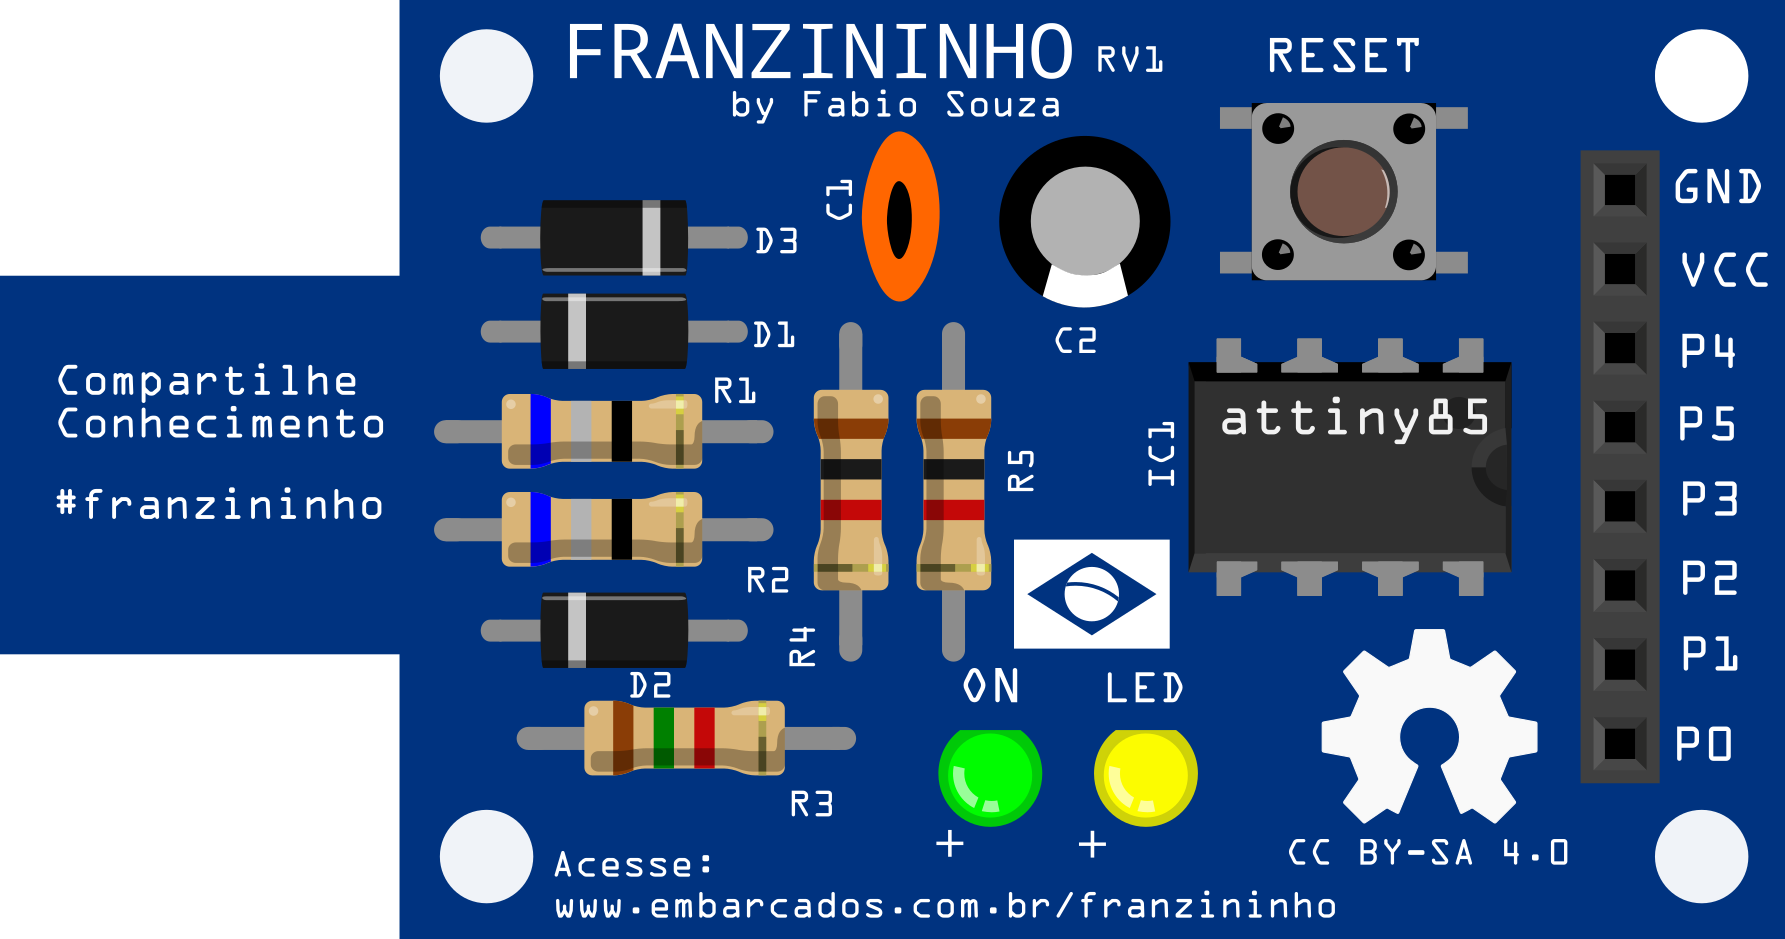 FRANZININHO RV1
by Fabio Souza
RESET
C1
D3
D1
C2
R1
R2
R4
R5
D2
R3
IC1
attiny85
GND
VCC
P4
P5
P3
P2
P1
P0
Compartilhe
Conhecimento
#franzininho
ON
LED
+
+
CC BY-SA 4.0
Acesse:
www.embarcados.com.br/franzininho